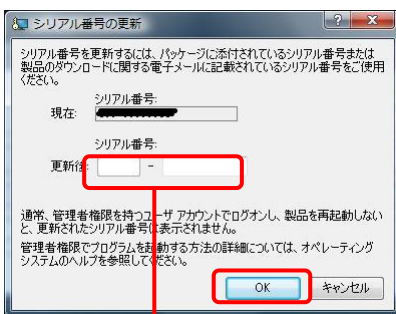 シリアル番号の更新
シリアル番号を更新するには、パッケージに添付されているシリアル番号または
製品のダウンロードに関する電子メールに記載されているシリアル番号をご使用
ください。
シリアル番号:
現在:
シリアル番号:
更新後: -
通常、管理者権限を持つユーザ アカウントでログオンし、製品を再起動しない
と、更新されたシリアル番号は表示されません。
管理者権限でプログラムを起動する方法の詳細については、オペレーティング
システムのヘルプを参照してください。
OK キャンセル